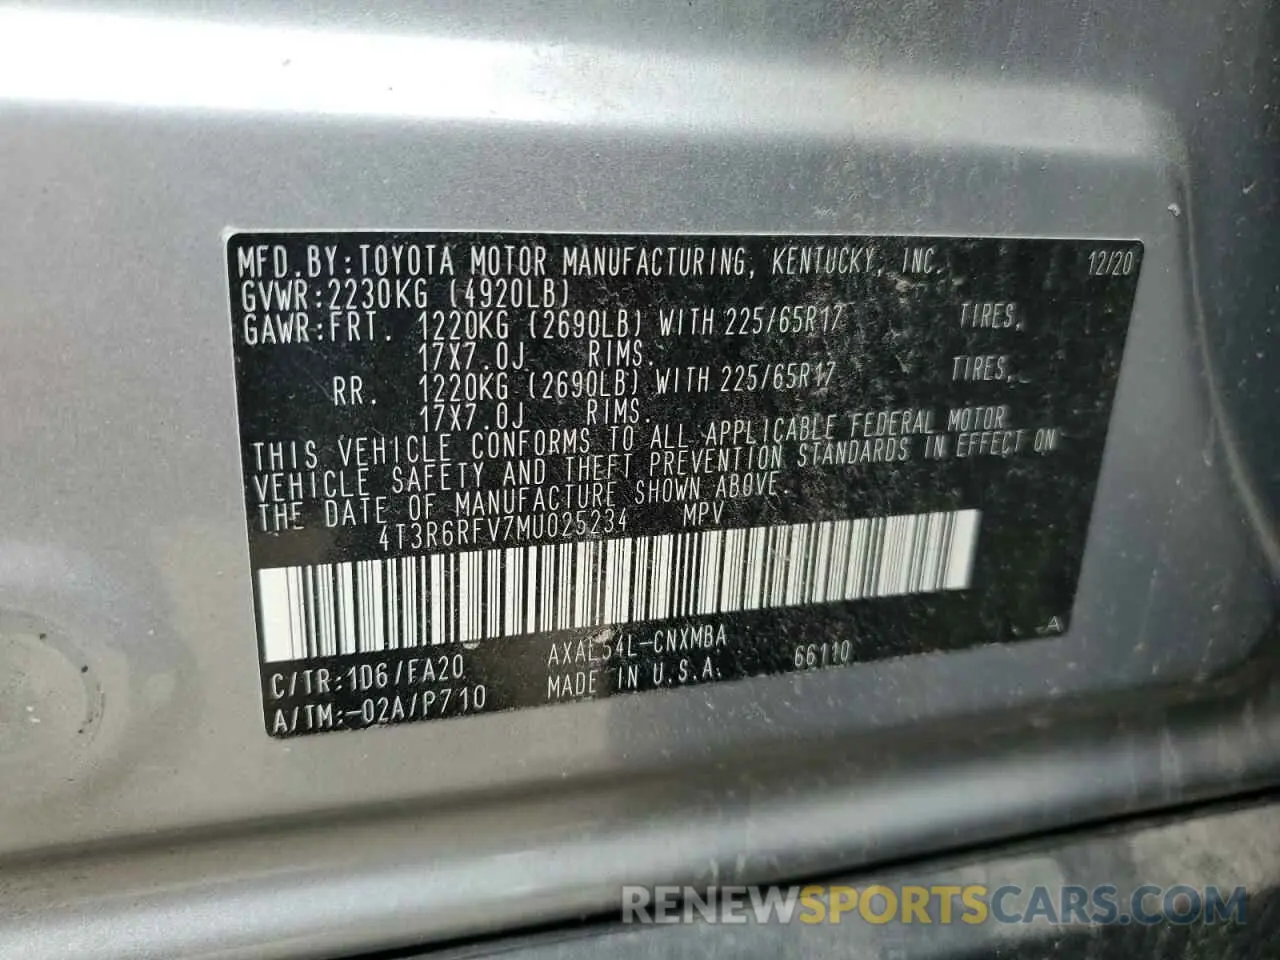 MFD.BY:TOYOTA MOTOR MANUFACTURING, KENTUCKY, INC. 12/20
GVWR:2230KG (4920LB)
GAWR:FRT. 1220KG (2690LB) WITH 225/65R17 TIRES,
17X7.0J RIMS.
RR. 1220KG (2690LB) WITH 225/65R17 TIRES,
17X7.0J RIMS.
THIS VEHICLE CONFORMS TO ALL APPLICABLE FEDERAL MOTOR
VEHICLE SAFETY AND THEFT PREVENTION STANDARDS IN EFFECT ON
THE DATE OF MANUFACTURE SHOWN ABOVE.
4T3R6RFV7MU025234 MPV
C/TR:1D6/FA20 AXAL54L-CNXMBA 66110 A
A/TM:-02A/P710 MADE IN U.S.A.
RENEWSPORTSCARS.COM